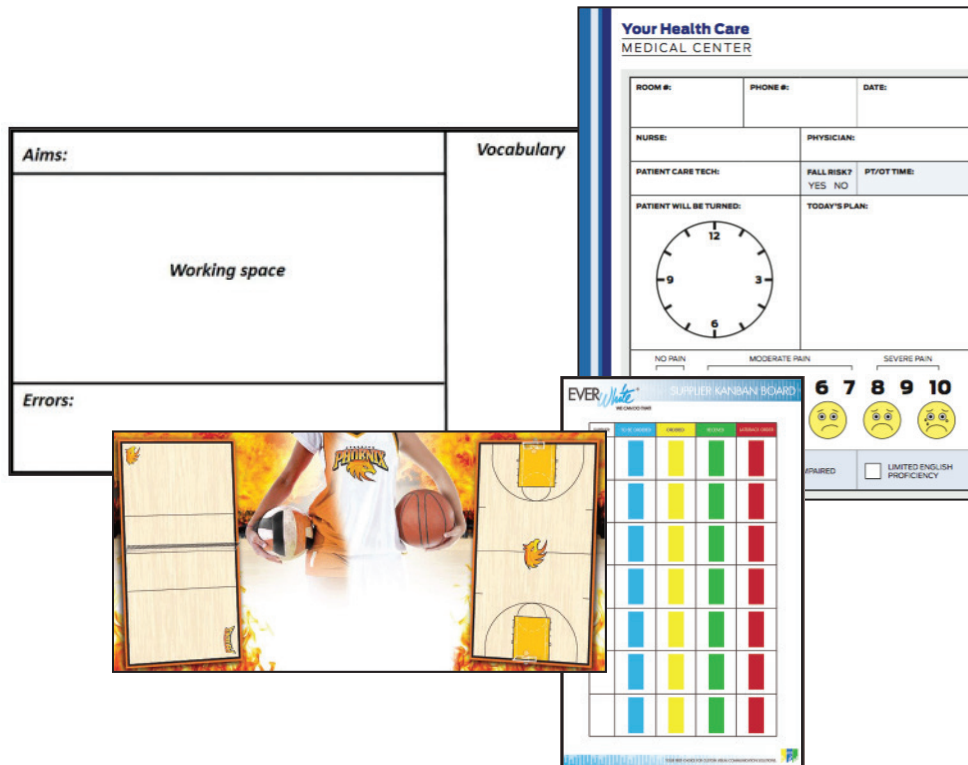 Your Health Care
MEDICAL CENTER
ROOM #:
PHONE #:
DATE:
NURSE:
PHYSICIAN:
PATIENT CARE TECH:
FALL RISK?
YES NO
PT/OT TIME:
PATIENT WILL BE TURNED:
TODAY'S PLAN:
12
9
3
6
NO PAIN
MODERATE PAIN
SEVERE PAIN
6 7 8 9 10
LIMITED ENGLISH
PROFICIENCY
Aims:
Vocabulary
Working space
Errors:
EVER White
SUPPLIER KANBAN BOARD
PHOENIX